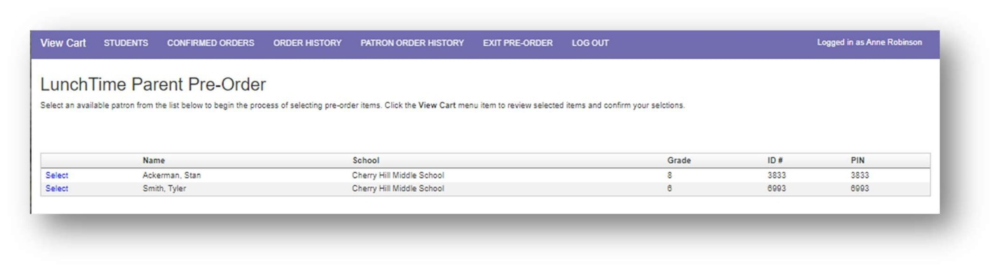 View Cart STUDENTS CONFIRMED ORDERS ORDER HISTORY PATRON ORDER HISTORY EXIT PRE-ORDER LOG OUT Logged in as Anne Robinson
LunchTime Parent Pre-Order
Select an available patron from the list below to begin the process of selecting pre-order items. Click the View Cart menu item to review selected items and confirm your selctions.
Name School Grade ID # PIN
Select Ackerman, Stan Cherry Hill Middle School 8 3833 3833
Select Smith, Tyler Cherry Hill Middle School 6 6993 6993